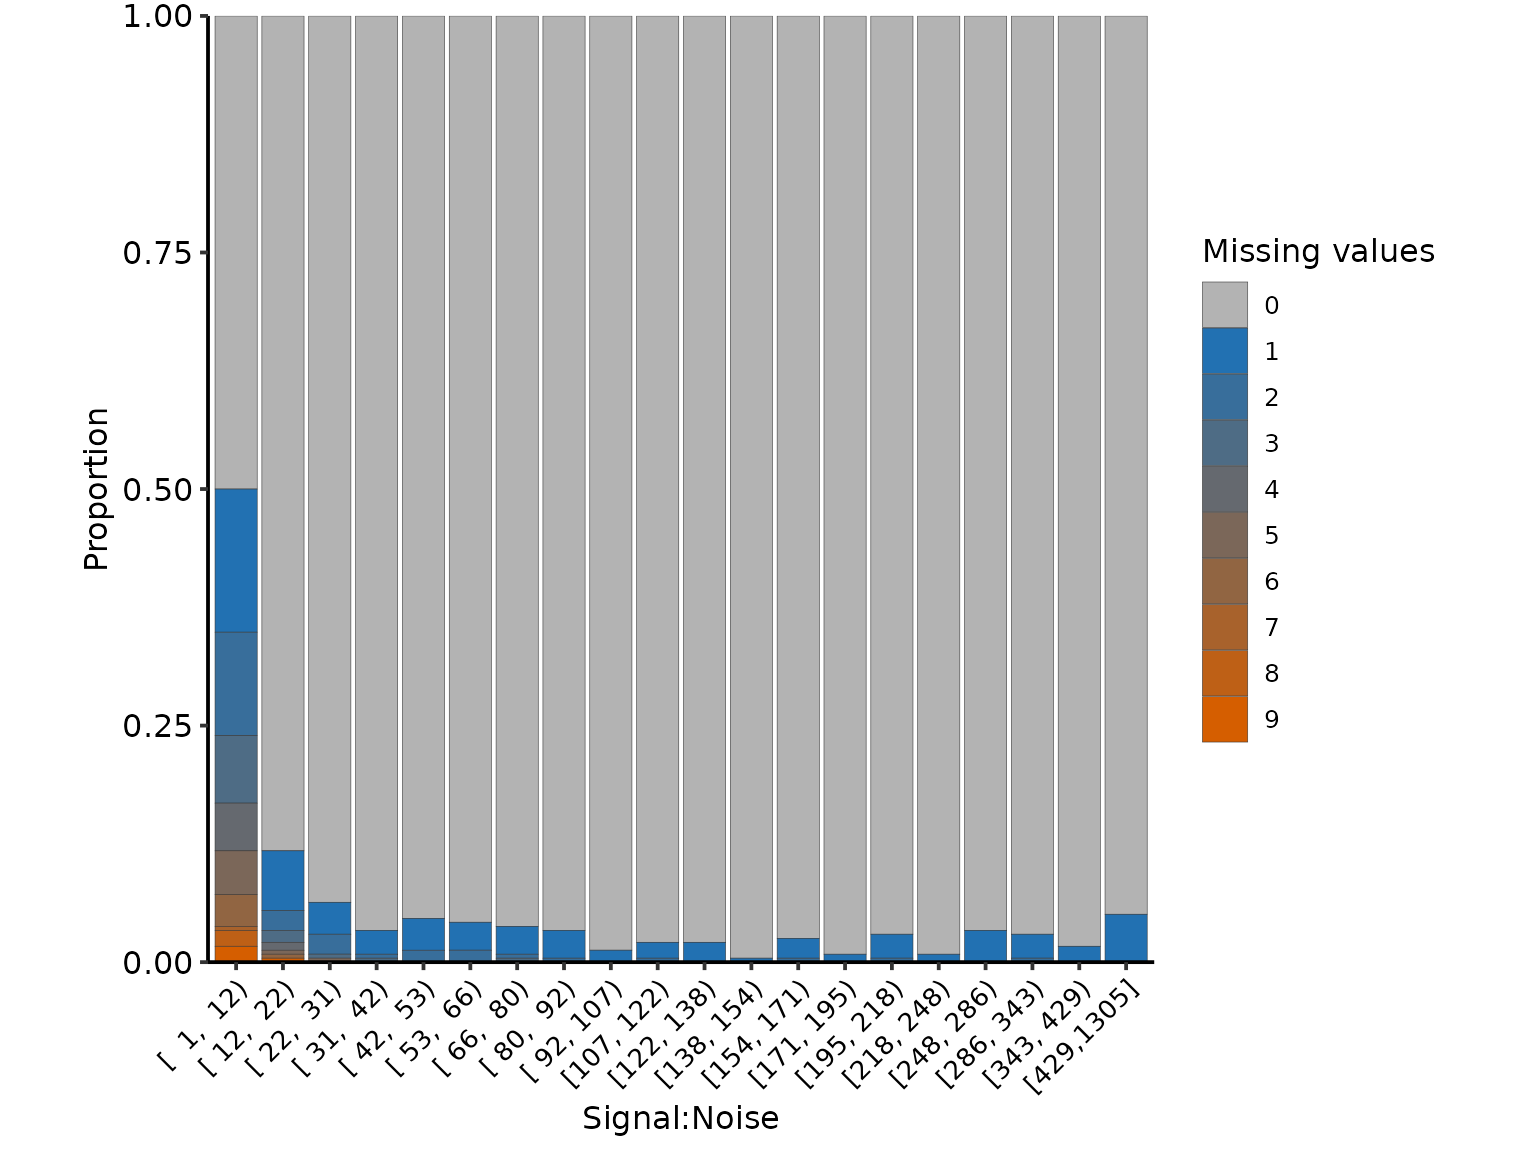 1.00
0.75
0.50
0.25
0.00
Proportion
[  1,  12)
[ 12,  22)
[ 22,  31)
[ 31,  42)
[ 42,  53)
[ 53,  66)
[ 66,  80)
[ 80,  92)
[ 92, 107)
[107, 122)
[122, 138)
[138, 154)
[154, 171)
[171, 195)
[195, 218)
[218, 248)
[248, 286)
[286, 343)
[343, 429)
[429,1305]
Signal:Noise
Missing values
0
1
2
3
4
5
6
7
8
9